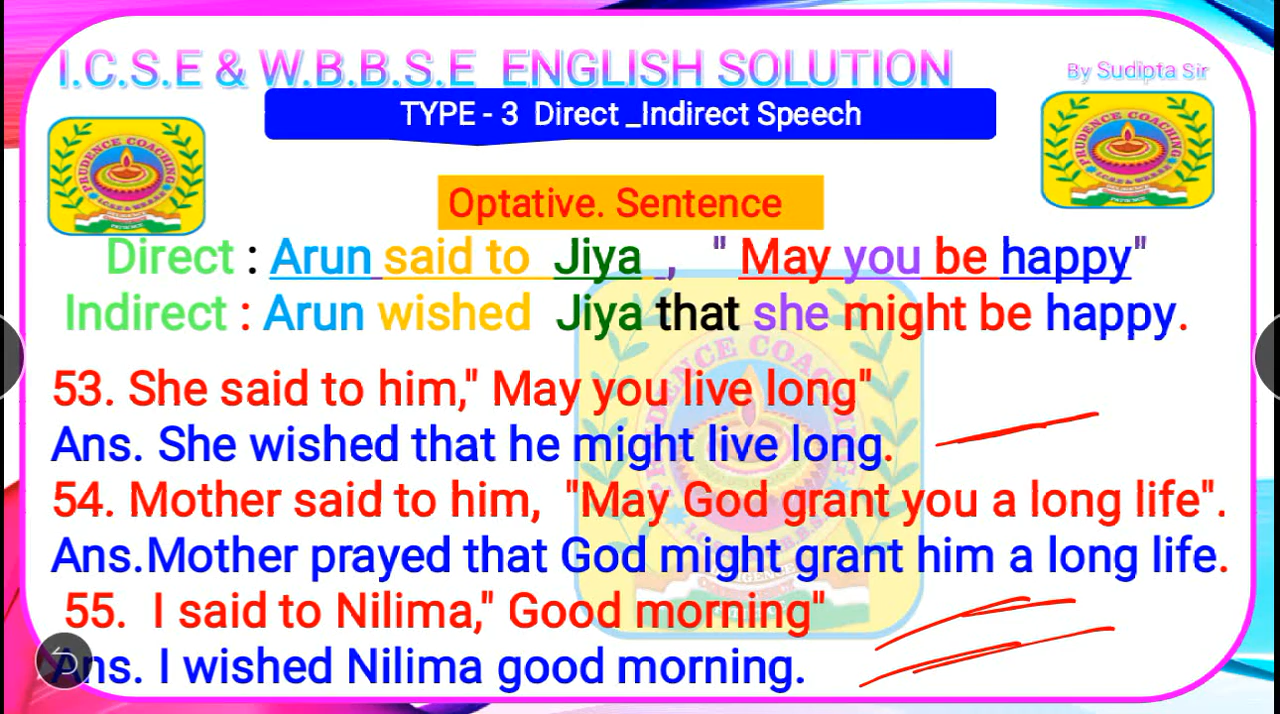 I.C.S.E & W.B.B.S.E ENGLISH SOLUTION
By Sudipta Sir
TYPE - 3 Direct _Indirect Speech
PRUDENCE COACHING
PRUDENCE COACHING
Optative. Sentence
Direct : Arun said to Jiya , " May you be happy"
Indirect : Arun wished Jiya that she might be happy.
53. She said to him," May you live long"
Ans. She wished that he might live long.
54. Mother said to him, "May God grant you a long life".
Ans.Mother prayed that God might grant him a long life.
55. I said to Nilima," Good morning"
Ans. I wished Nilima good morning.